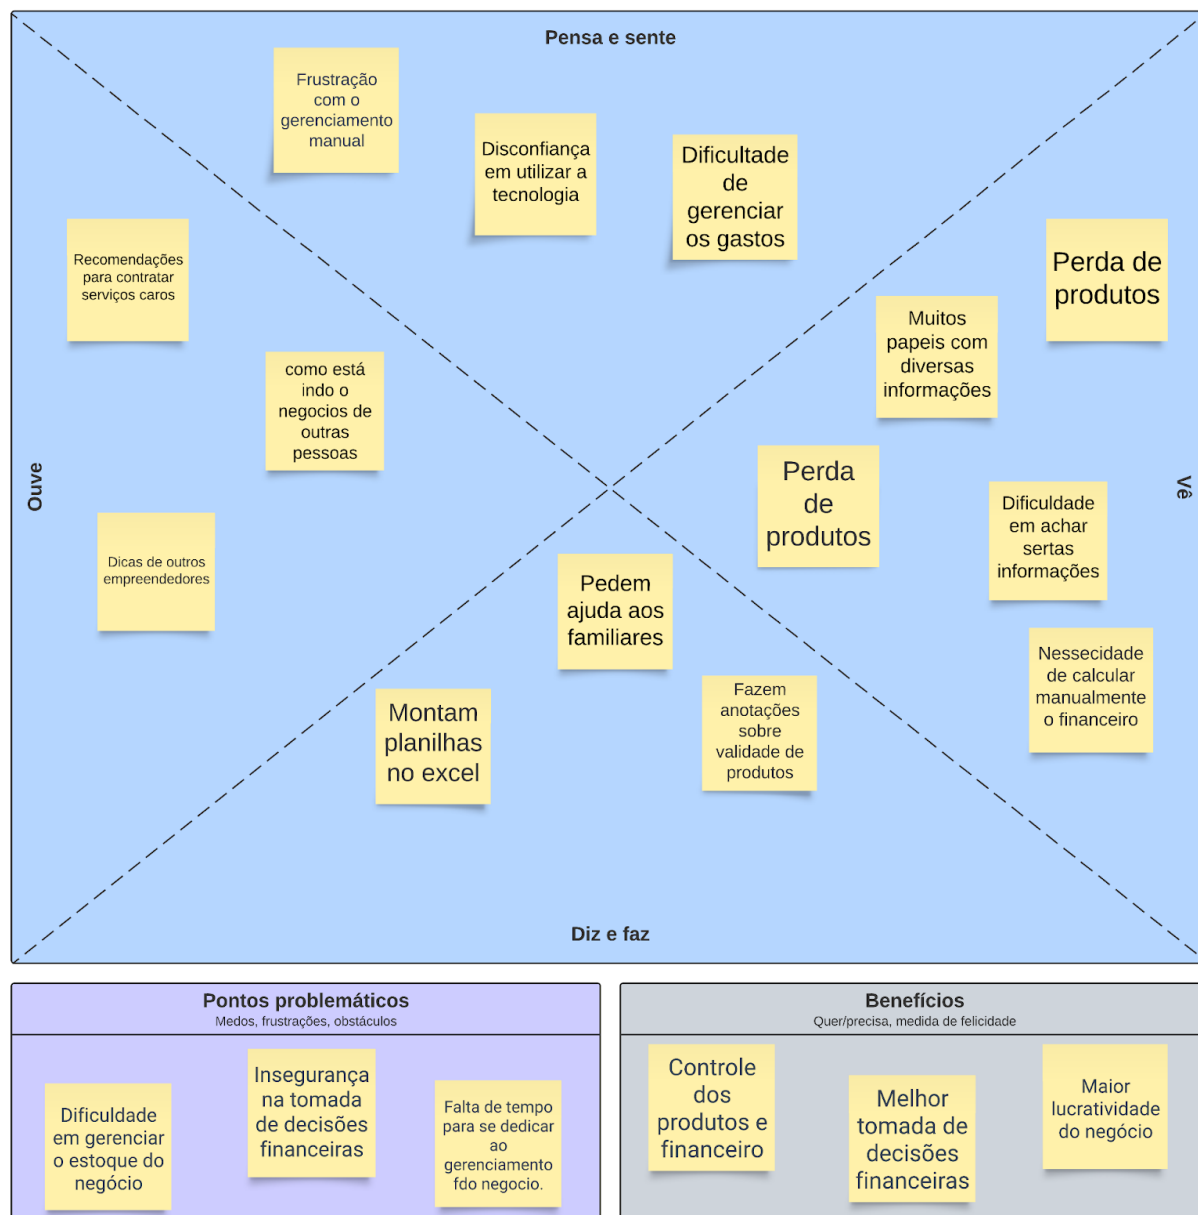 Pensa e sente
Frustração
com o
gerenciamento
manual
Disconfiança
em utilizar a
tecnologia
Dificultade
de
gerenciar
os gastos
Ouve
Recomendações
para contratar
serviços caros
como está
indo o
negocios de
outras
pessoas
Dicas de outros
empreendedores
Vê
Perda de
produtos
Muitos
papeis com
diversas
informações
Perda
de
produtos
Dificuldade
em achar
sertas
informações
Nessecidade
de calcular
manualmente
o financeiro
Pedem
ajuda aos
familiares
Montam
planilhas
no excel
Fazem
anotações
sobre
validade de
produtos
Diz e faz
Pontos problemáticos
Medos, frustrações, obstáculos
Dificuldade
em gerenciar
o estoque do
negócio
Insegurança
na tomada
de decisões
financeiras
Falta de tempo
para se dedicar
ao
gerenciamento
fdo negocio.
Benefícios
Quer/precisa, medida de felicidade
Controle
dos
produtos e
financeiro
Melhor
tomada de
decisões
financeiras
Maior
lucratividade
do negócio